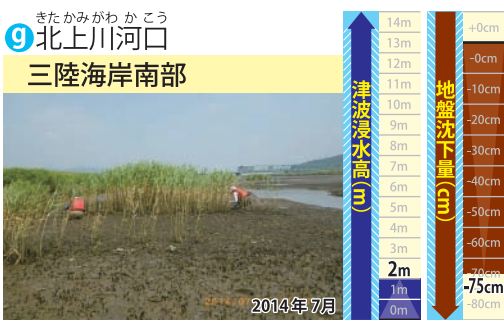 きたかみがわ か こう
g 北上川河口
三陸海岸南部
2014年7月
津波浸水高(m)
14m
13m
12m
11m
10m
9m
8m
7m
6m
5m
4m
3m
2m
1m
0m
地盤沈下量(cm)
+0cm
-0cm
-10cm
-20cm
-30cm
-40cm
-50cm
-60cm
-70cm
-75cm
-80cm